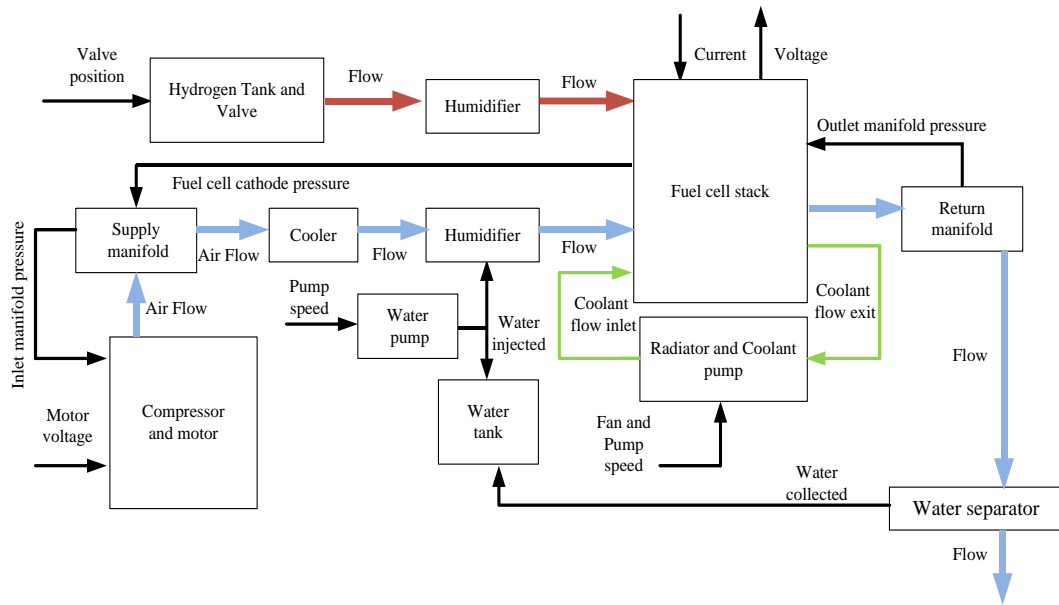 Valve
position
Hydrogen Tank and
Valve
Flow
Humidifier
Flow
Current
Voltage
Fuel cell stack
Outlet manifold pressure
Return
manifold
Fuel cell cathode pressure
Inlet manifold pressure
Supply
manifold
Air Flow
Cooler
Flow
Humidifier
Flow
Air Flow
Pump
speed
Water
pump
Water
injected
Coolant
flow inlet
Coolant
flow exit
Radiator and Coolant
pump
Flow
Compressor
and motor
Motor
voltage
Water
tank
Fan and
Pump
speed
Water
collected
Water separator
Flow